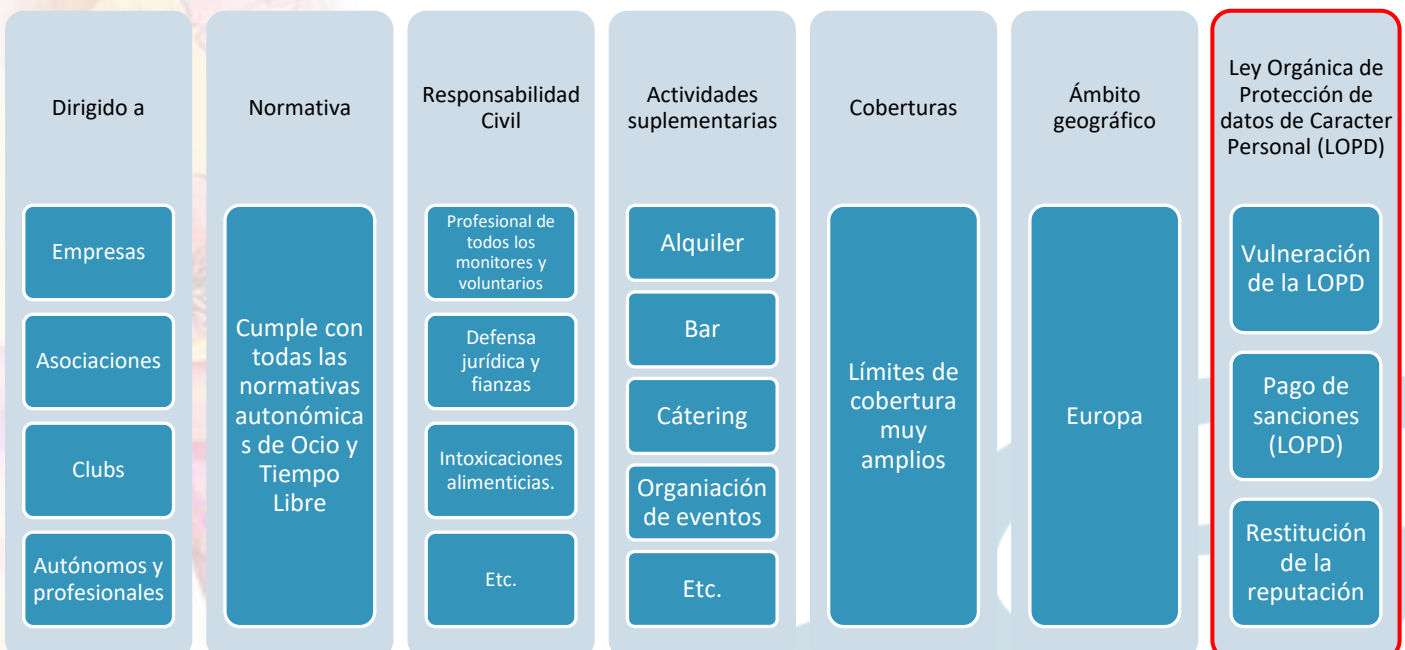 Dirigido a
Empresas
Asociaciones
Clubs
Autónomos y
profesionales
Normativa
Cumple con
todas las
normativas
autonómica
s de Ocio y
Tiempo
Libre
Responsabilidad
Civil
Profesional de
todos los
monitores y
voluntarios
Defensa
jurídica y
fianzas
Intoxicaciones
alimenticias.
Etc.
Actividades
suplementarias
Alquiler
Bar
Cátering
Organiación
de eventos
Etc.
Coberturas
Límites de
cobertura
muy
amplios
Ámbito
geográfico
Europa
Ley Orgánica de
Protección de
datos de Caracter
Personal (LOPD)
Vulneración
de la LOPD
Pago de
sanciones
(LOPD)
Restitución
de la
reputación